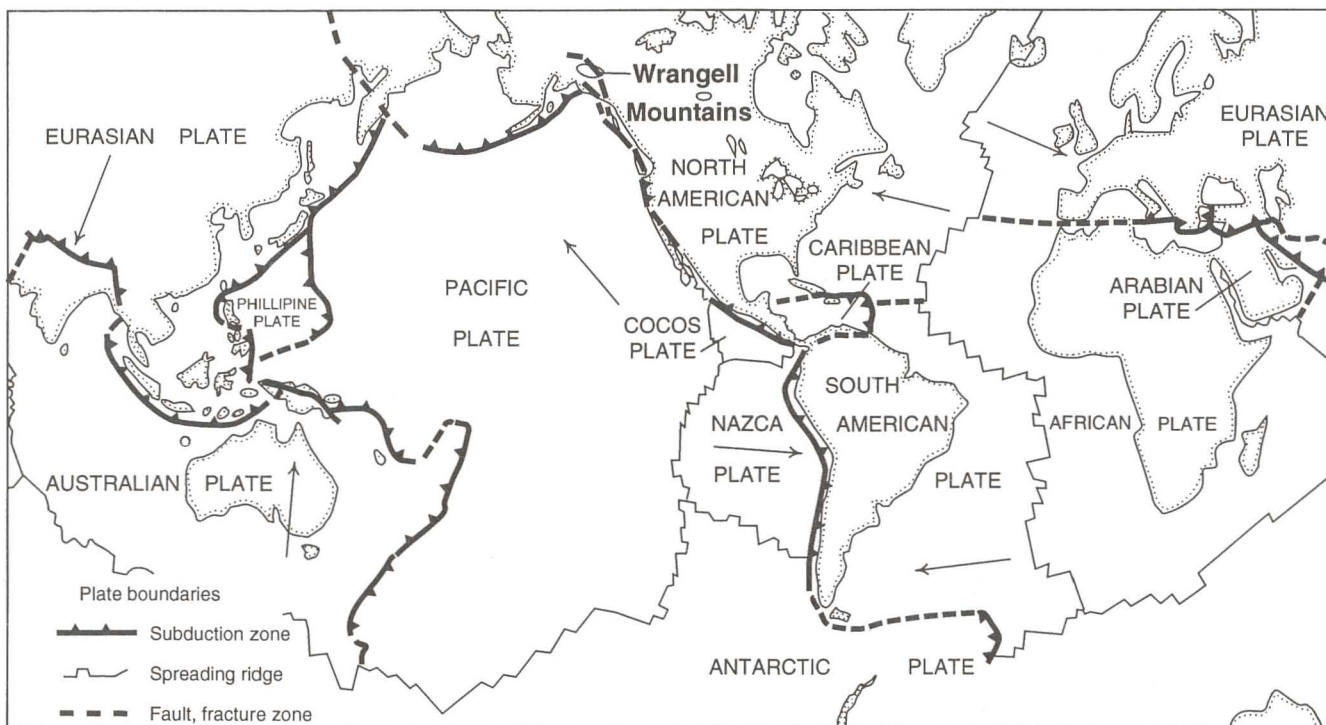 Wrangell
Mountains
EURASIAN PLATE
EURASIAN
PLATE
NORTH
AMERICAN
PLATE
CARIBBEAN
PLATE
ARABIAN
PLATE
PHILLIPINE
PLATE
PACIFIC
PLATE
COCOS
PLATE
SOUTH
AMERICAN
PLATE
NAZCA
PLATE
AFRICAN PLATE
AUSTRALIAN PLATE
ANTARCTIC PLATE
Plate boundaries
Subduction zone
Spreading ridge
Fault, fracture zone